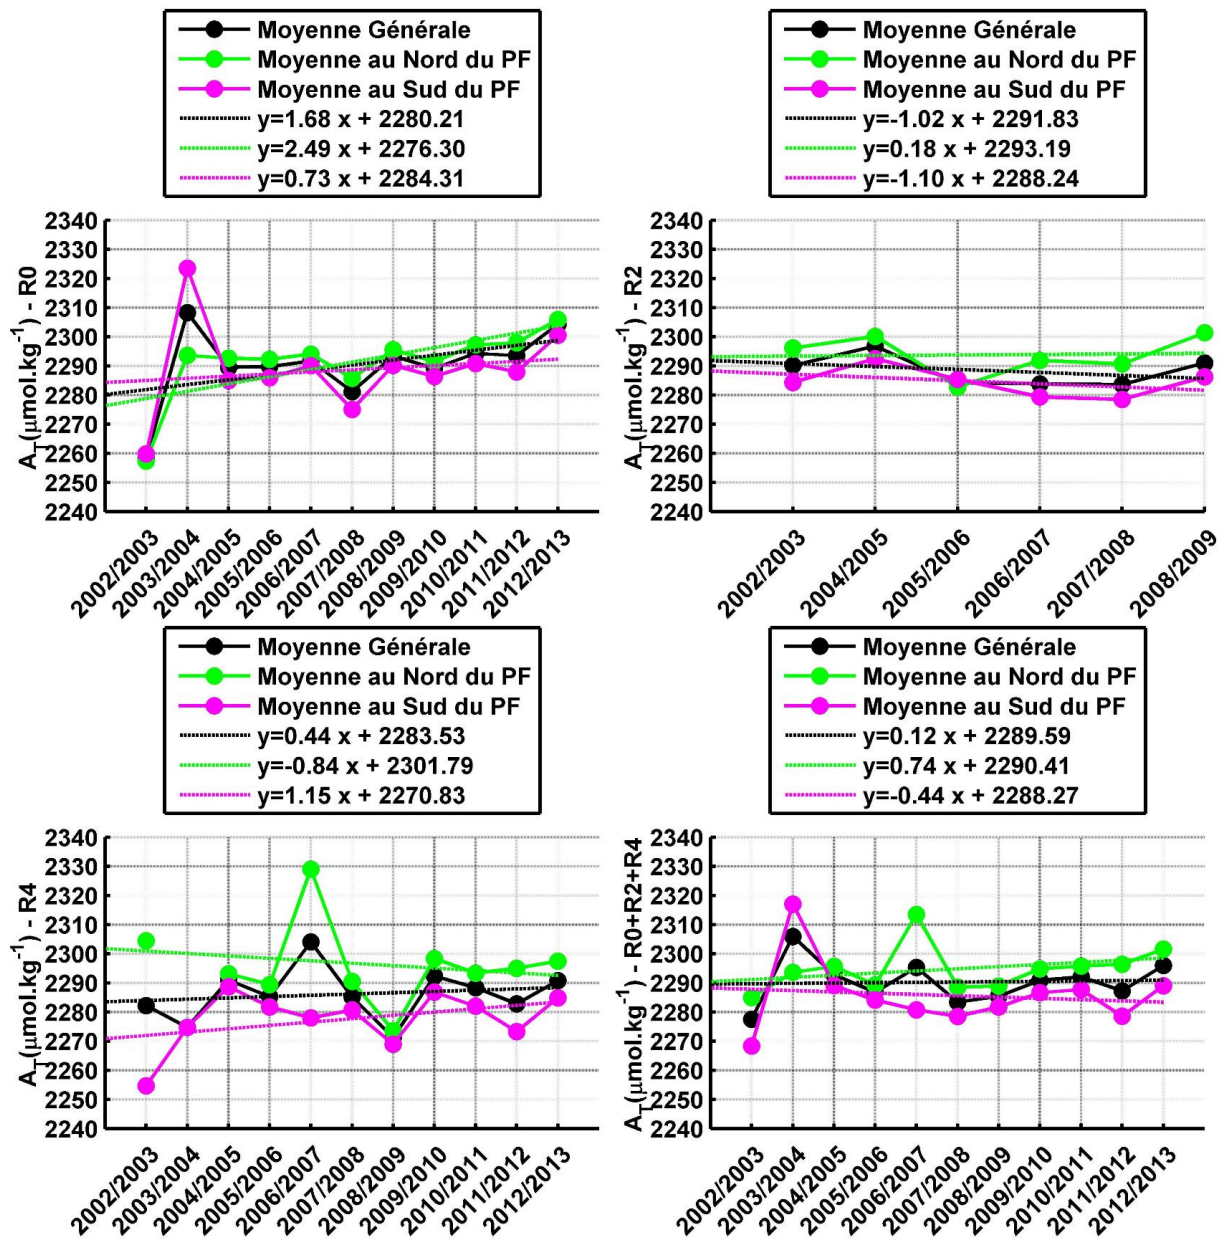 Moyenne Générale
Moyenne au Nord du PF
Moyenne au Sud du PF
y=1.68 x + 2280.21
y=2.49 x + 2276.30
y=0.73 x + 2284.31
2340
2330
2320
2310
2300
2290
2280
2270
2260
2250
2240
A_T(μmol.kg⁻¹) - R0
2002/2003
2003/2004
2004/2005
2005/2006
2006/2007
2007/2008
2008/2009
2009/2010
2010/2011
2011/2012
2012/2013
Moyenne Générale
Moyenne au Nord du PF
Moyenne au Sud du PF
y=-1.02 x + 2291.83
y=0.18 x + 2293.19
y=-1.10 x + 2288.24
2340
2330
2320
2310
2300
2290
2280
2270
2260
2250
2240
A_T(μmol.kg⁻¹) - R2
2002/2003
2004/2005
2005/2006
2006/2007
2007/2008
2008/2009
Moyenne Générale
Moyenne au Nord du PF
Moyenne au Sud du PF
y=0.44 x + 2283.53
y=-0.84 x + 2301.79
y=1.15 x + 2270.83
2340
2330
2320
2310
2300
2290
2280
2270
2260
2250
2240
A_T(μmol.kg⁻¹) - R4
2002/2003
2003/2004
2004/2005
2005/2006
2006/2007
2007/2008
2008/2009
2009/2010
2010/2011
2011/2012
2012/2013
Moyenne Générale
Moyenne au Nord du PF
Moyenne au Sud du PF
y=0.12 x + 2289.59
y=0.74 x + 2290.41
y=-0.44 x + 2288.27
2340
2330
2320
2310
2300
2290
2280
2270
2260
2250
2240
A_T(μmol.kg⁻¹) - R0+R2+R4
2002/2003
2003/2004
2004/2005
2005/2006
2006/2007
2007/2008
2008/2009
2009/2010
2010/2011
2011/2012
2012/2013